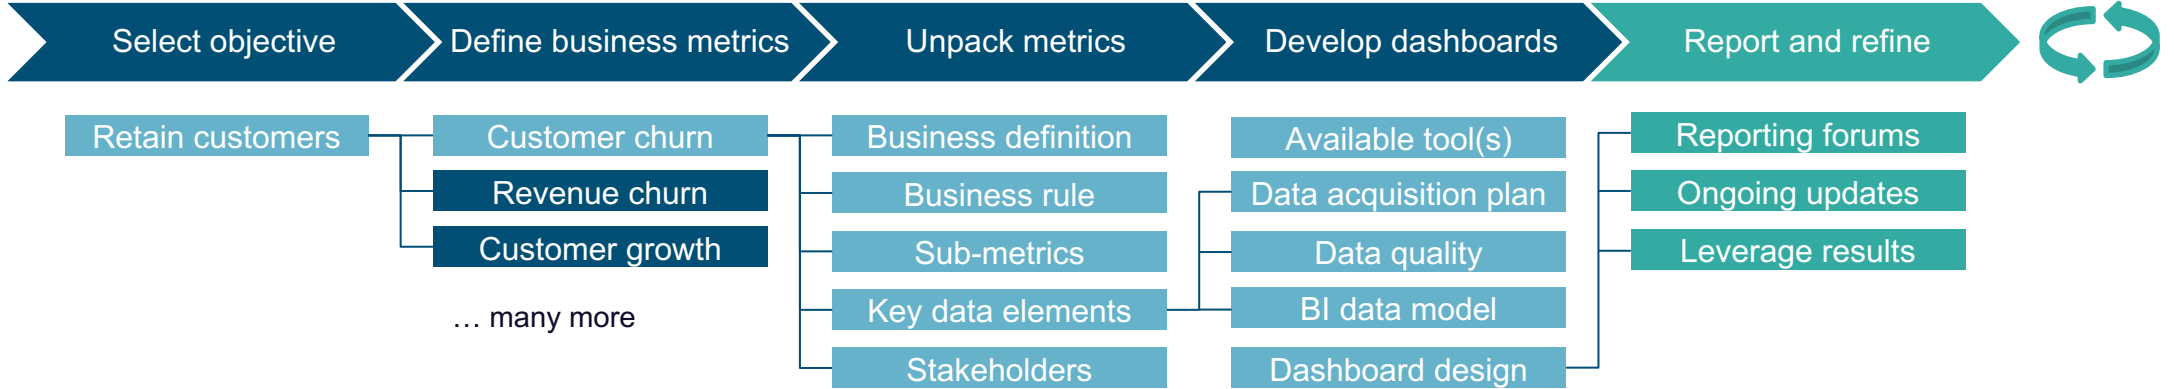 Select objective
Define business metrics
Unpack metrics
Develop dashboards
Report and refine
Retain customers
Customer churn
Revenue churn
Customer growth
… many more
Business definition
Business rule
Sub-metrics
Key data elements
Stakeholders
Available tool(s)
Data acquisition plan
Data quality
BI data model
Dashboard design
Reporting forums
Ongoing updates
Leverage results